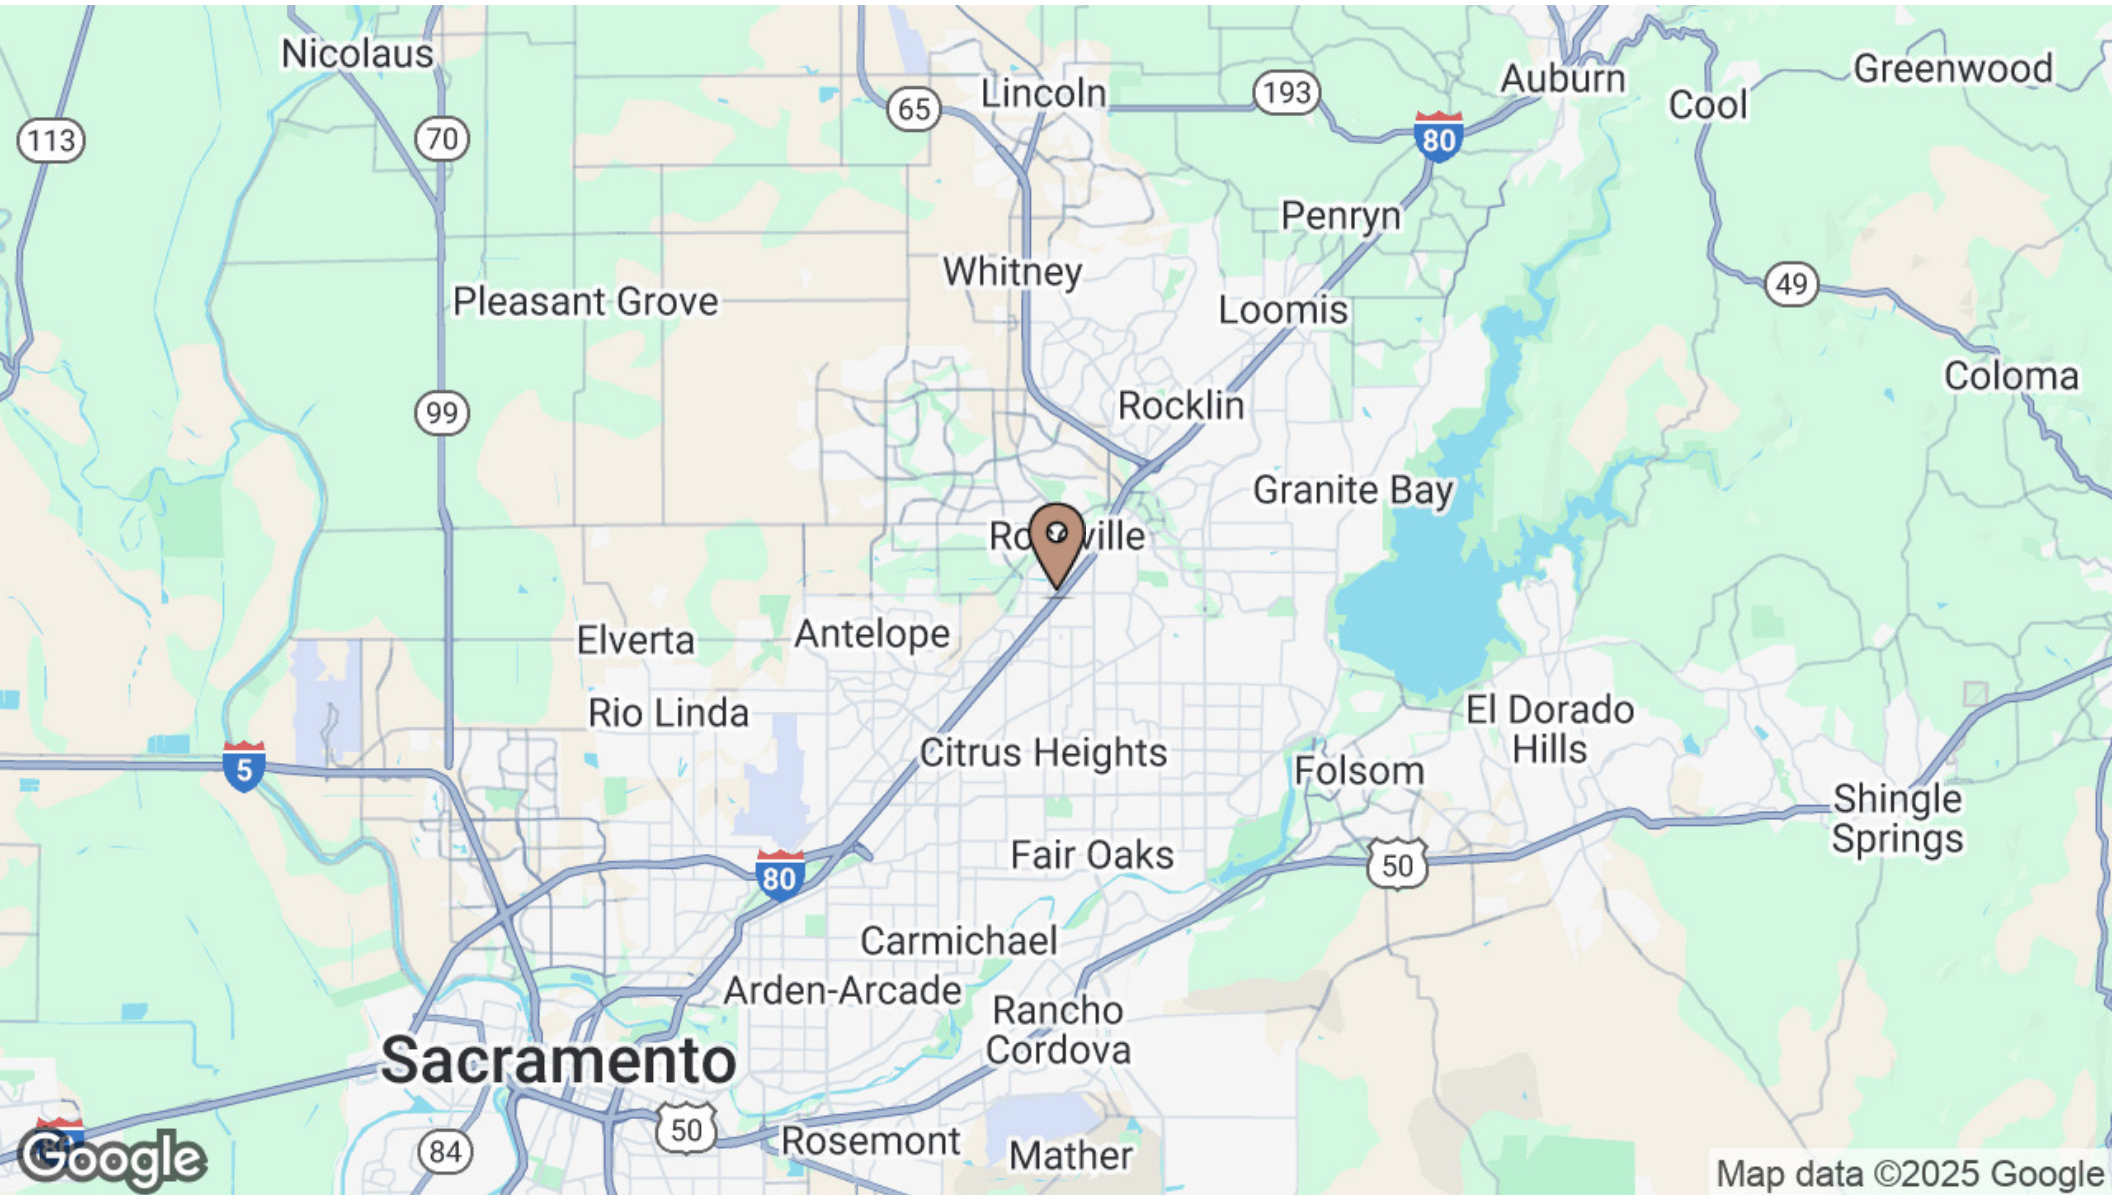 Nicolaus
Lincoln
193
Auburn
Greenwood
65
Cool
113
70
80
Penryn
Whitney
49
Pleasant Grove
Loomis
Coloma
99
Rocklin
Granite Bay
Ro ville
Elverta
Antelope
Rio Linda
El Dorado
Hills
5
Citrus Heights
Folsom
Shingle
Springs
Fair Oaks
50
80
Carmichael
Arden-Arcade
Rancho
Cordova
Sacramento
50
Rosemont
84
Mather
Google
Map data ©2025 Google